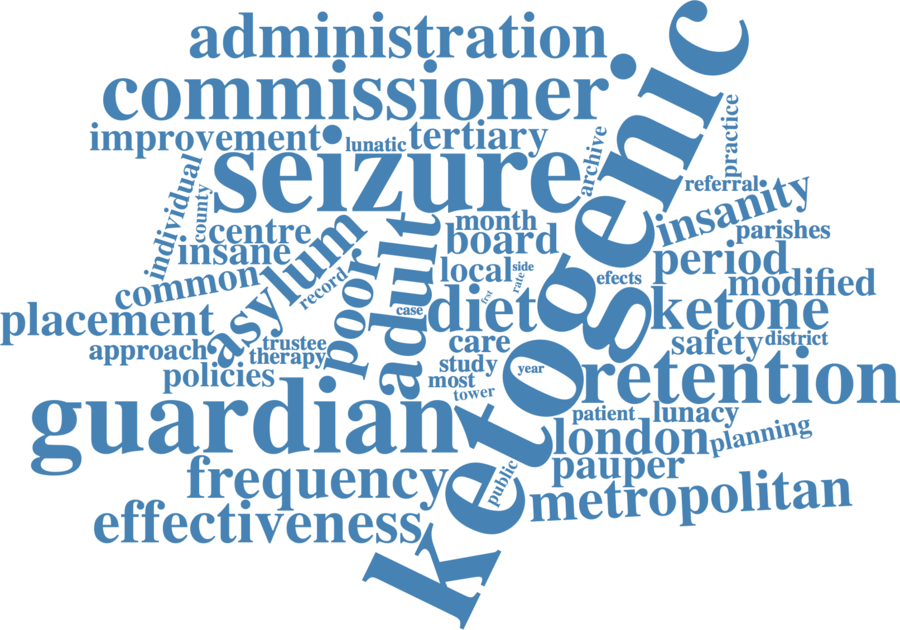 administration
commissioner
ketogenic
improvement
lunatic
tertiary
seizure
archive
practice
individual
county
referral
insanity
centre
month
parishes
insane
asylum
adult
board
common
record
poor
local
side
rate
efects
period
modified
placement
case
diet
ketone
approach
trustee
therapy
care
safety
district
policies
study
most
tower
year
retention
guardian
patient
lunacy
london
planning
frequency
public
pauper
effectiveness
metropolitan